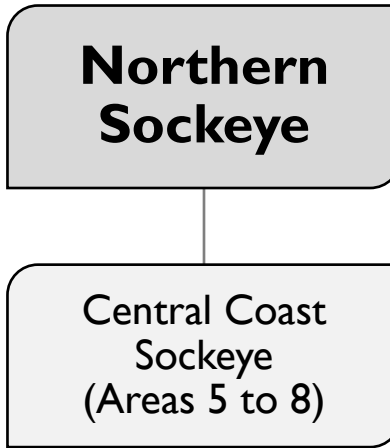 Northern
Sockeye
Central Coast
Sockeye
(Areas 5 to 8)